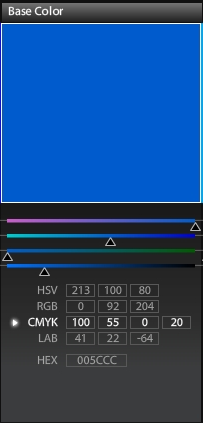 Base Color
HSV 213 100 80
RGB 0 92 204
CMYK 100 55 0 20
LAB 41 22 -64
HEX 005CCC